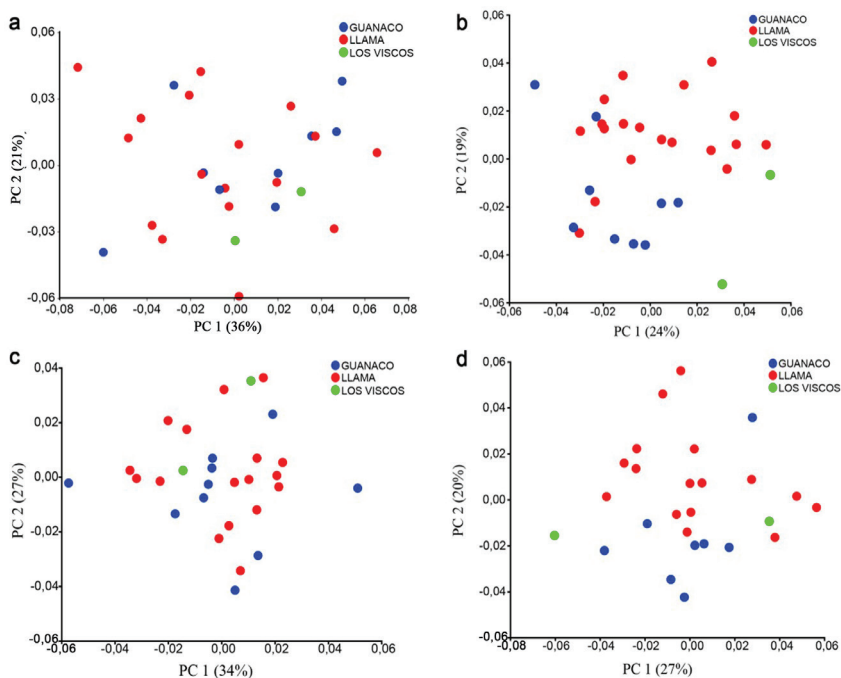 a
GUANACO
LLAMA
LOS VISCOS
0,06
0,03
0,00
-0,03
-0,06
PC 2 (21%)
-0,08 -0,06 -0,04 -0,02 0,00 0,02 0,04 0,06 0,08
PC 1 (36%)
b
GUANACO
LLAMA
LOS VISCOS
0,06
0,04
0,02
0,00
-0,02
-0,04
-0,06
PC 2 (19%)
-0,06 -0,04 -0,02 0,00 0,02 0,04 0,06
PC 1 (24%)
c
GUANACO
LLAMA
LOS VISCOS
0,04
0,02
0,00
-0,02
-0,04
-0,06
PC 2 (27%)
-0,06 -0,04 -0,02 0,00 0,02 0,04 0,06
PC 1 (34%)
d
GUANACO
LLAMA
LOS VISCOS
0,06
0,04
0,02
0,00
-0,02
-0,04
-0,06
PC 2 (20%)
-0,08 -0,06 -0,04 -0,02 0,00 0,02 0,04 0,06
PC 1 (27%)